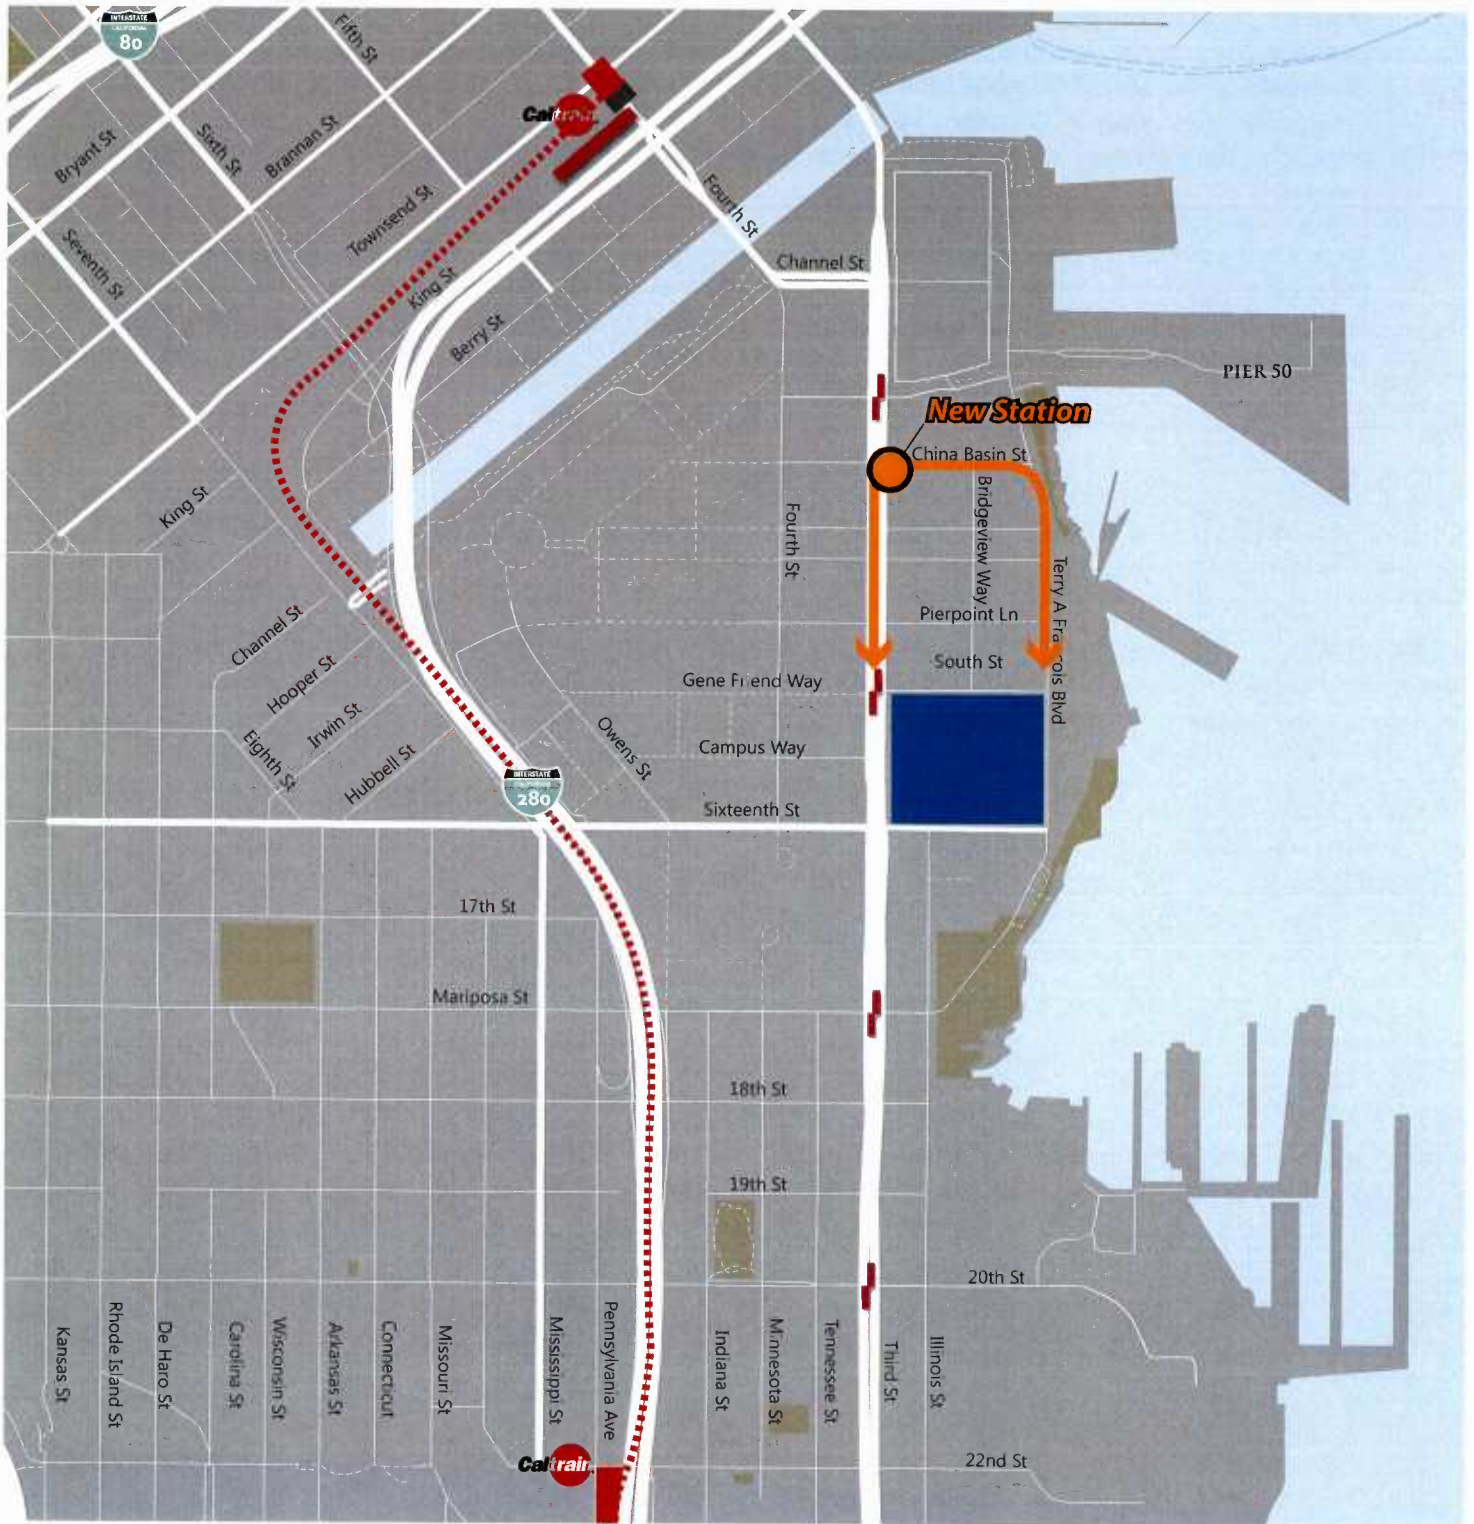 INTERSTATE
CALIFORNIA
80
Fifth St
Caltrain
Bryant St
Sixth St
Brannan St
Fourth St
Townsend St
Seventh St
Channel St
King St
Berry St
PIER 50
New Station
China Basin St
King St
Bridgeview Way
Fourth St
Terry A Fra cois Blvd
Pierpoint Ln
Channel St
South St
Hooper St
Gene Friend Way
Irwin St
Owens St
Campus Way
Eighth St
Hubbell St
INTERSTATE
280
Sixteenth St
17th St
Mariposa St
18th St
19th St
20th St
Kansas St
Rhode Island St
De Haro St
Carolina St
Wisconsin St
Arkansas St
Connecticut
Missouri St
Mississippi St
Pennsylvania Ave
Indiana St
Minnesota St
Tennessee St
Third St
Illinois St
Caltrain
22nd St